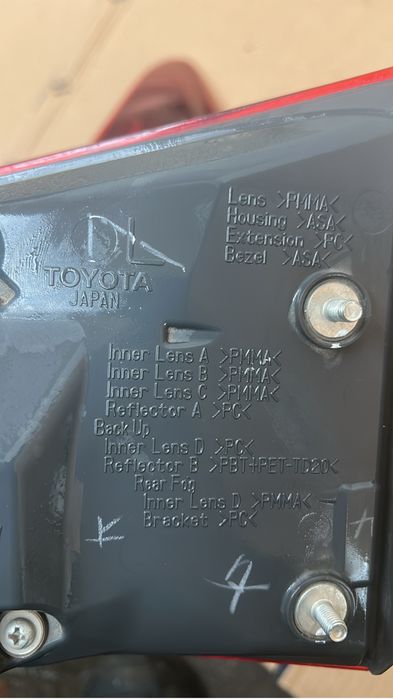 Lens >PMMA<
Housing >ASA<
Extension >PC<
Bezel >ASA<
DL
TOYOTA
JAPAN
Inner Lens A >PMMA<
Inner Lens B >PMMA<
Inner Lens C >PMMA<
Reflector A >PC<
Back Up
Inner Lens D >PC<
Reflector B >PBT+PET-TD20<
Rear Fog
Inner Lens D >PMMA<
Bracket >PC<